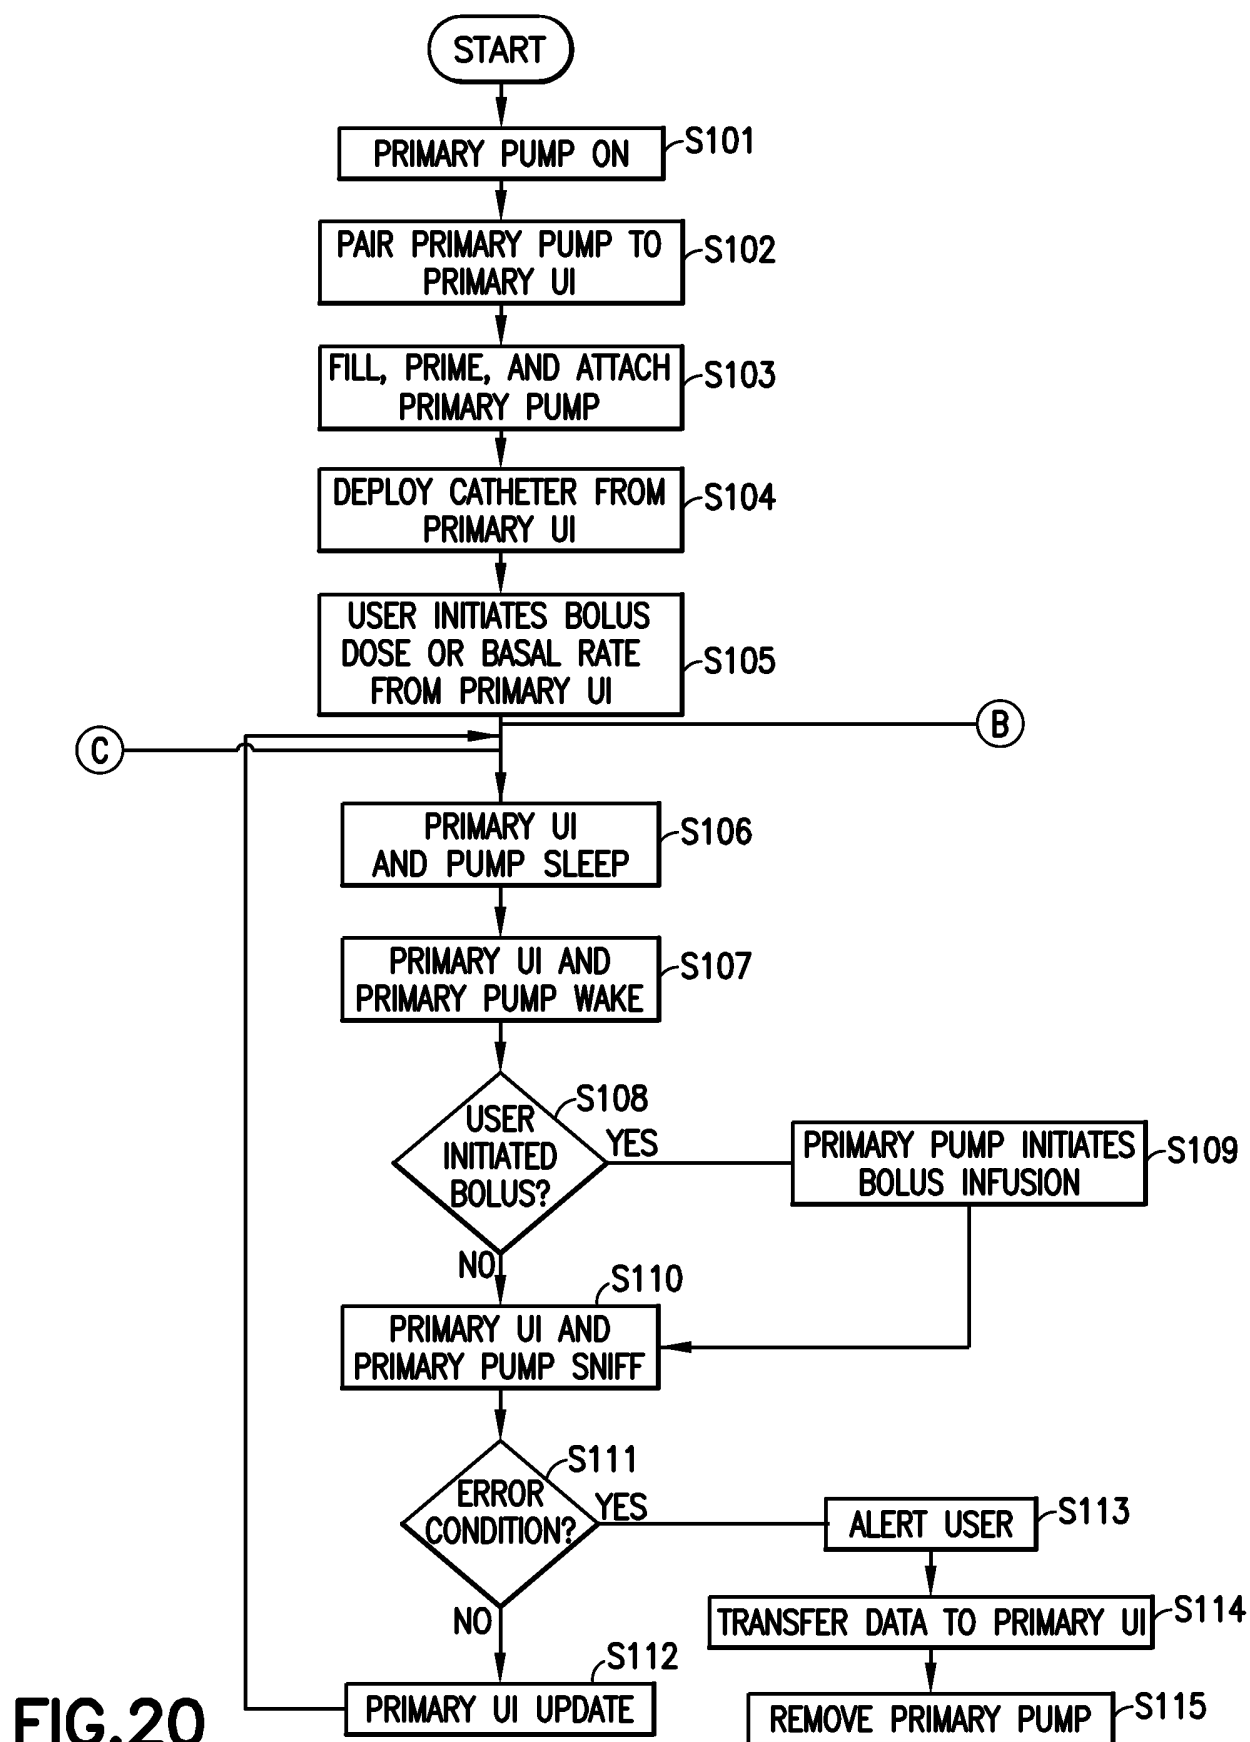 START
PRIMARY PUMP ON
S101
PAIR PRIMARY PUMP TO
PRIMARY UI
S102
FILL, PRIME, AND ATTACH
PRIMARY PUMP
S103
DEPLOY CATHETER FROM
PRIMARY UI
S104
USER INITIATES BOLUS
DOSE OR BASAL RATE
FROM PRIMARY UI
S105
B
C
PRIMARY UI
AND PUMP SLEEP
S106
PRIMARY UI AND
PRIMARY PUMP WAKE
S107
USER
INITIATED
BOLUS?
S108
YES
PRIMARY PUMP INITIATES
BOLUS INFUSION
S109
NO
S110
PRIMARY UI AND
PRIMARY PUMP SNIFF
ERROR
CONDITION?
S111
YES
ALERT USER
S113
NO
TRANSFER DATA TO PRIMARY UI
S114
S112
PRIMARY UI UPDATE
REMOVE PRIMARY PUMP
S115
FIG.20